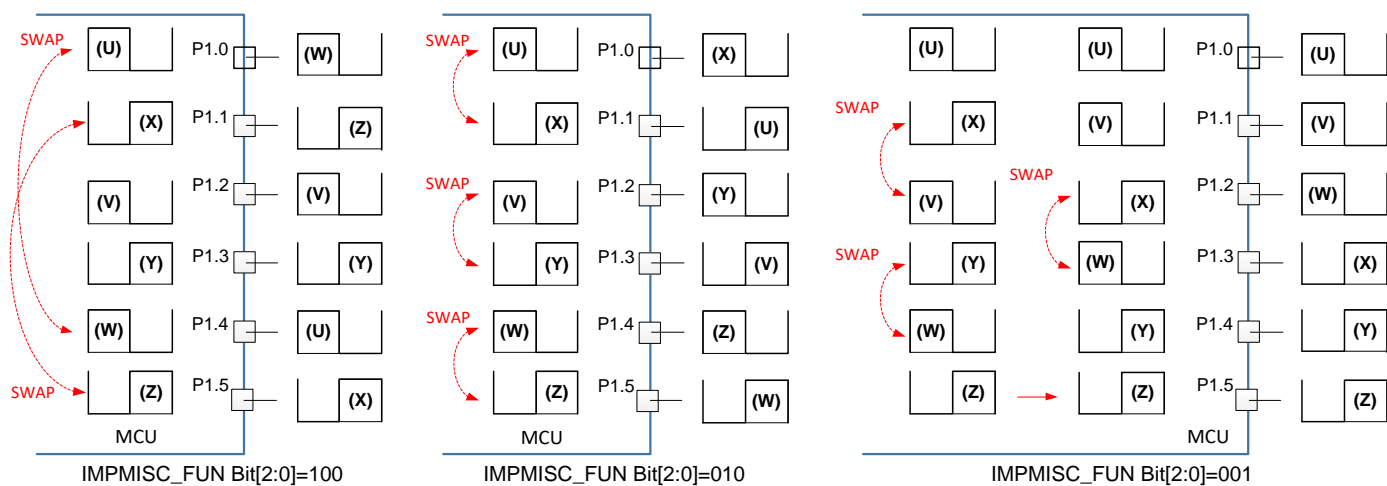 SWAP
(U)
P1.0
(W)
(X)
P1.1
(Z)
(V)
P1.2
(V)
(Y)
P1.3
(Y)
(W)
P1.4
(U)
SWAP
(Z)
P1.5
(X)
MCU
IMPMISC_FUN Bit[2:0]=100
SWAP
(U)
P1.0
(X)
(X)
P1.1
(U)
SWAP
(V)
P1.2
(Y)
(Y)
P1.3
(V)
SWAP
(W)
P1.4
(Z)
(Z)
P1.5
(W)
MCU
IMPMISC_FUN Bit[2:0]=010
(U)
(U)
P1.0
(U)
SWAP
(X)
(V)
P1.1
(V)
SWAP
(V)
(X)
P1.2
(W)
SWAP
(Y)
(W)
P1.3
(X)
(W)
(Y)
P1.4
(Y)
(Z)
(Z)
P1.5
(Z)
MCU
IMPMISC_FUN Bit[2:0]=001